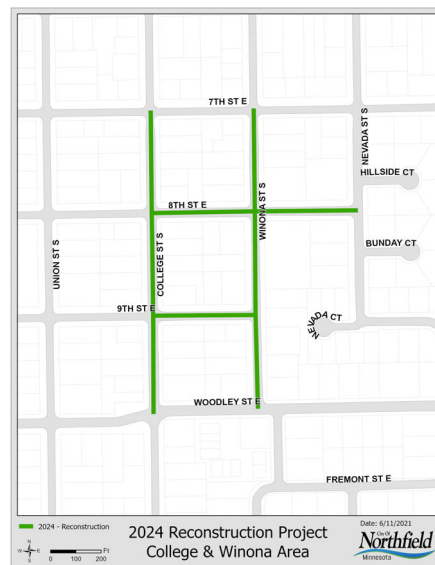 7TH ST E
NEVADA ST S
HILLSIDE CT
8TH ST E
WINONA ST S
COLLEGE ST S
UNION ST S
BUNDAY CT
9TH ST E
NEVADA CT
WOODLEY ST E
FREMONT ST E
2024 - Reconstruction
N
W E
S
0 100 200 Ft
2024 Reconstruction Project
College & Winona Area
Date: 6/11/2021
City Of
Northfield
Minnesota